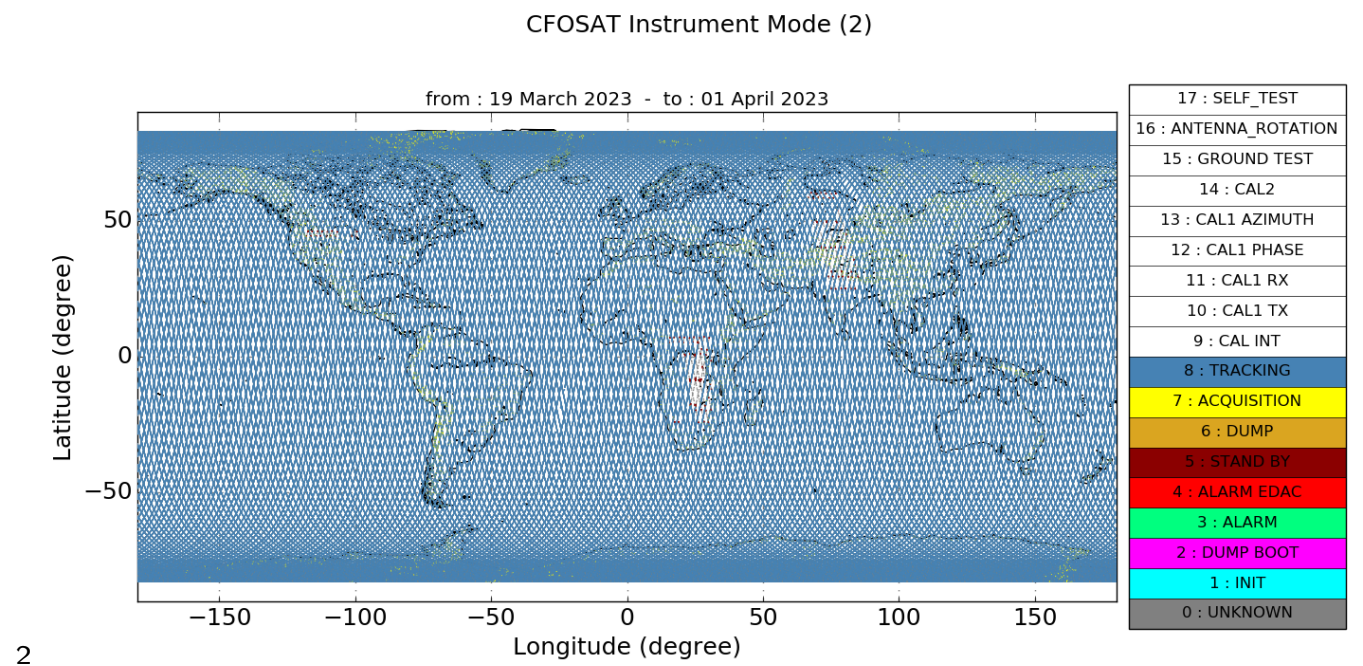 CFOSAT Instrument Mode (2)
from : 19 March 2023 - to : 01 April 2023
17 : SELF_TEST
16 : ANTENNA_ROTATION
15 : GROUND TEST
14 : CAL2
13 : CAL1 AZIMUTH
12 : CAL1 PHASE
11 : CAL1 RX
10 : CAL1 TX
9 : CAL INT
8 : TRACKING
7 : ACQUISITION
6 : DUMP
5 : STAND BY
4 : ALARM EDAC
3 : ALARM
2 : DUMP BOOT
1 : INIT
0 : UNKNOWN
Latitude (degree)
50
0
−50
−150 −100 −50 0 50 100 150
Longitude (degree)
2